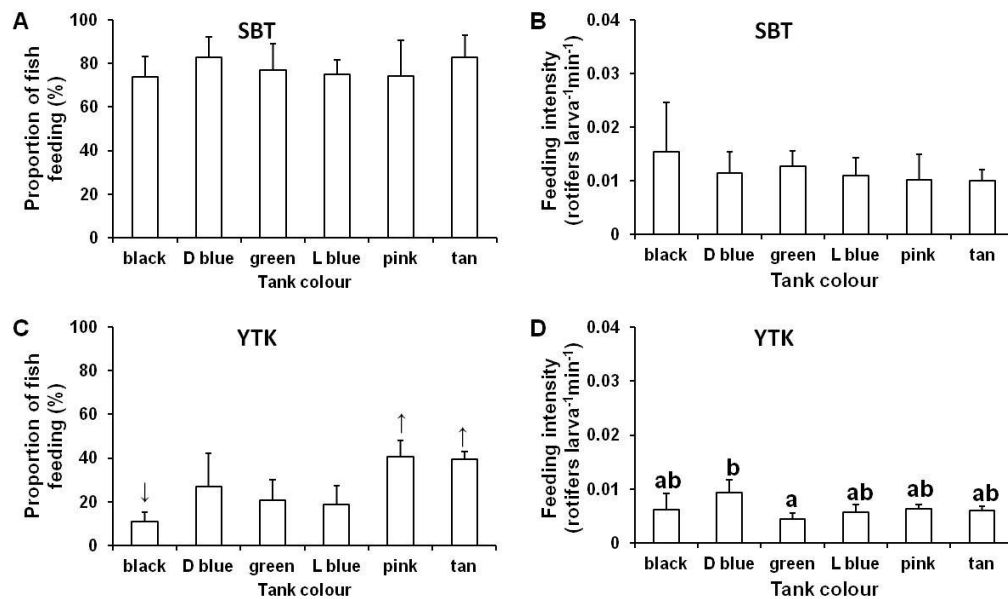 A
SBT
100
80
60
40
20
0
Proportion of fish
feeding (%)
black D blue green L blue pink tan
Tank colour
B
SBT
0.04
0.03
0.02
0.01
0
Feeding intensity
(rotifers larva⁻¹min⁻¹)
black D blue green L blue pink tan
Tank colour
C
YTK
100
80
60
40
20
0
Proportion of fish
feeding (%)
↓ ↑ ↑
black D blue green L blue pink tan
Tank colour
D
YTK
0.04
0.03
0.02
0.01
0
Feeding intensity
(rotifers larva⁻¹min⁻¹)
ab b a ab ab ab
black D blue green L blue pink tan
Tank colour